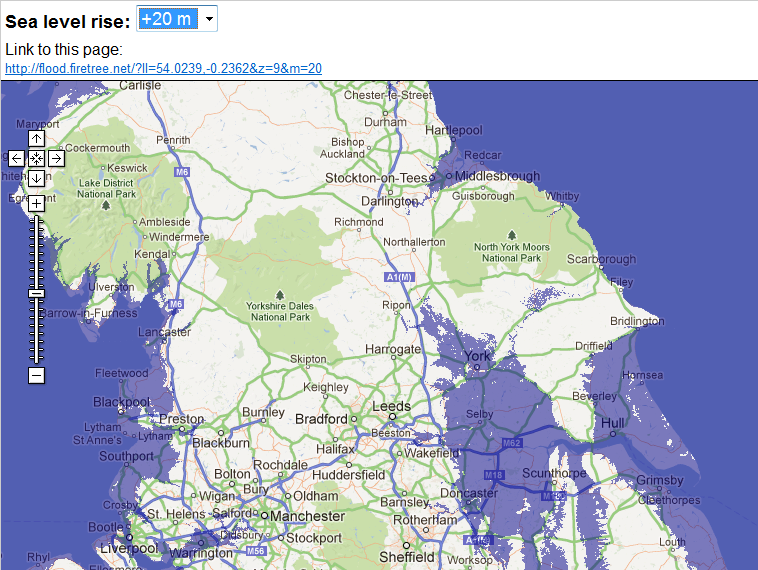 Sea level rise: +20 m
Link to this page:
http://flood.firetree.net/?ll=54.0239,-0.2362&z=9&m=20
Carlisle
Chester-le-Street
Maryport
Durham
Hartlepool
Cockermouth
Penrith
Bishop
Auckland
Redcar
Keswick
M6
Stockton-on-Tees
Middlesbrough
Lake District
National Park
Guisborough
Darlington
Whitby
Ambleside
Richmond
Windermere
Northallerton
North York Moors
National Park
Kendal
Scarborough
A1(M)
Filey
Ulverston
M6
Yorkshire Dales
National Park
Ripon
Barrow-in-Furness
Bridlington
Lancaster
Harrogate
Driffield
Skipton
York
Fleetwood
Hornsea
Keighley
Blackpool
Beverley
Leeds
Burnley
Bradford
Selby
Preston
Lytham
St Anne's
Lytham
Hull
Beeston
Blackburn
M62
Halifax
Wakefield
Southport
Rochdale
Huddersfield
Bolton
M18
Scunthorpe
Bury
Grimsby
Wigan
Oldham
Doncaster
Cleethorpes
Barnsley
Crosby
St. Helens
Salford
Manchester
Rotherham
Bootle
Didsbury
Stockport
A1(M)
Louth
Liverpool
Warrington
M56
Sheffield
Rhyl
Worksop